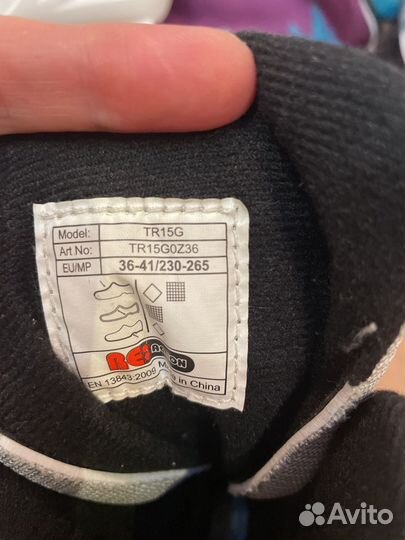 Model: TR15G
Art No: TR15G0Z36
EU/MP 36-41/230-265
EN 13843:2009 in China
Avito